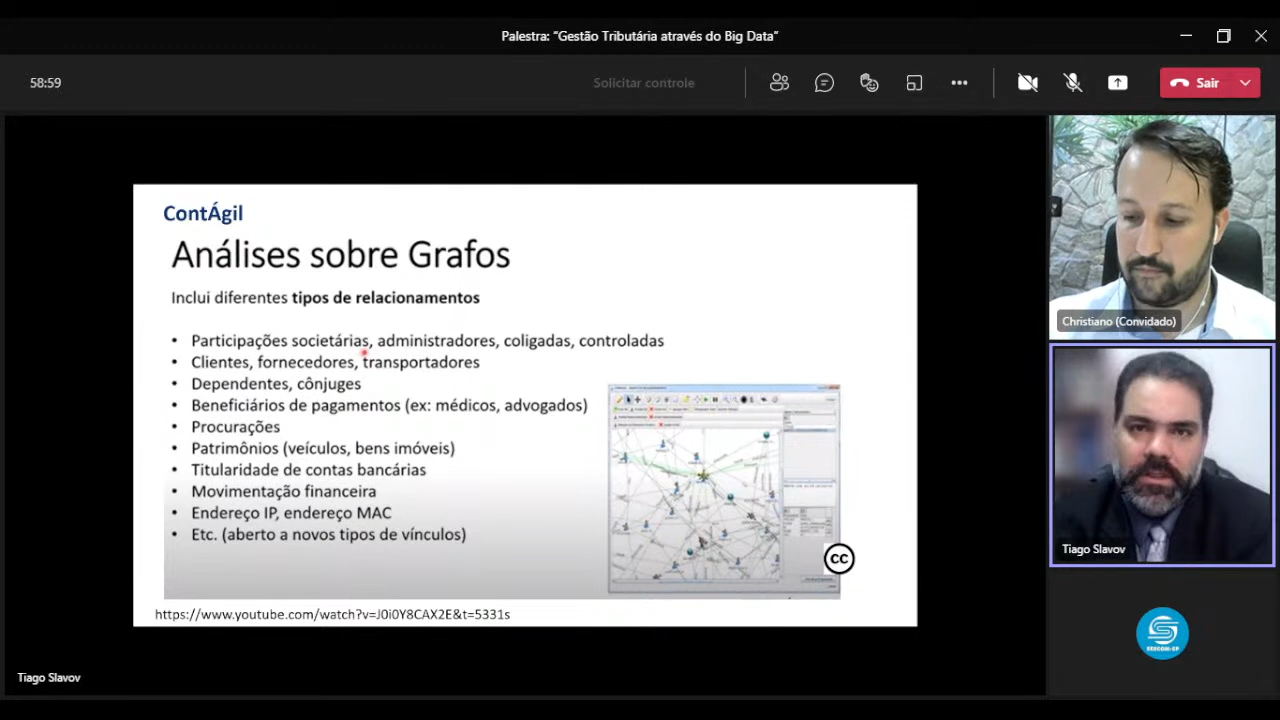 Palestra: "Gestão Tributária através do Big Data"
58:59
Solicitar controle
Sair
ContÁgil
Análises sobre Grafos
Inclui diferentes tipos de relacionamentos
• Participações societárias, administradores, coligadas, controladas
• Clientes, fornecedores, transportadores
• Dependentes, cônjuges
• Beneficiários de pagamentos (ex: médicos, advogados)
• Procurações
• Patrimônios (veículos, bens imóveis)
• Titularidade de contas bancárias
• Movimentação financeira
• Endereço IP, endereço MAC
• Etc. (aberto a novos tipos de vínculos)
cc
https://www.youtube.com/watch?v=J0i0Y8CAX2E&t=5331s
Christiano (Convidado)
Tiago Slavov
SESCON-SP
Tiago Slavov